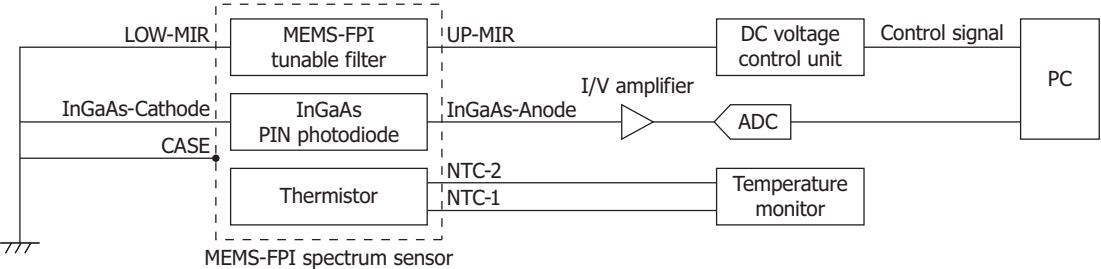 LOW-MIR
MEMS-FPI
tunable filter
UP-MIR
DC voltage
control unit
Control signal
PC
InGaAs-Cathode
InGaAs
PIN photodiode
InGaAs-Anode
I/V amplifier
ADC
CASE
Thermistor
NTC-2
NTC-1
Temperature
monitor
MEMS-FPI spectrum sensor